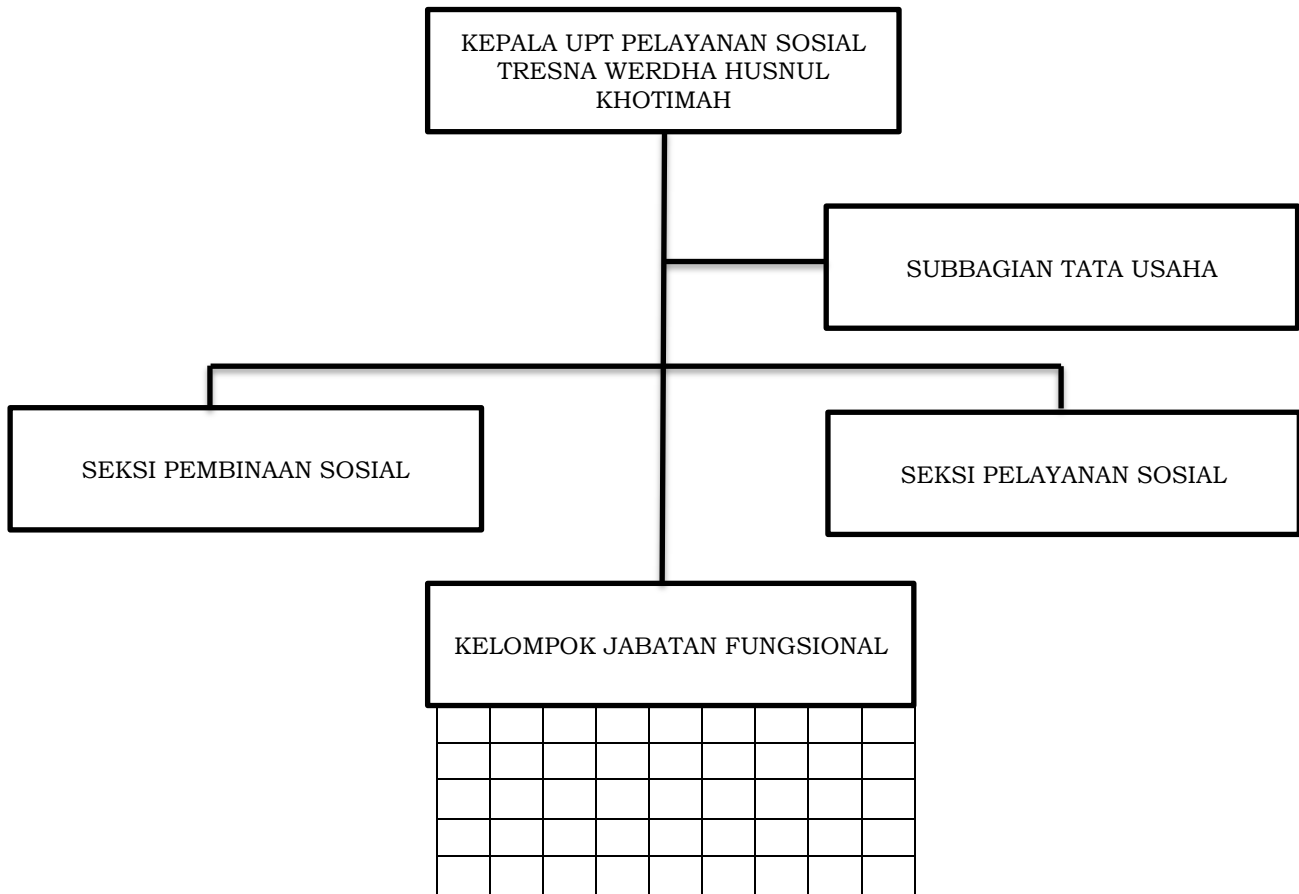 KEPALA UPT PELAYANAN SOSIAL
TRESNA WERDHA HUSNUL
KHOTIMAH
SUBBAGIAN TATA USAHA
SEKSI PEMBINAAN SOSIAL
SEKSI PELAYANAN SOSIAL
KELOMPOK JABATAN FUNGSIONAL